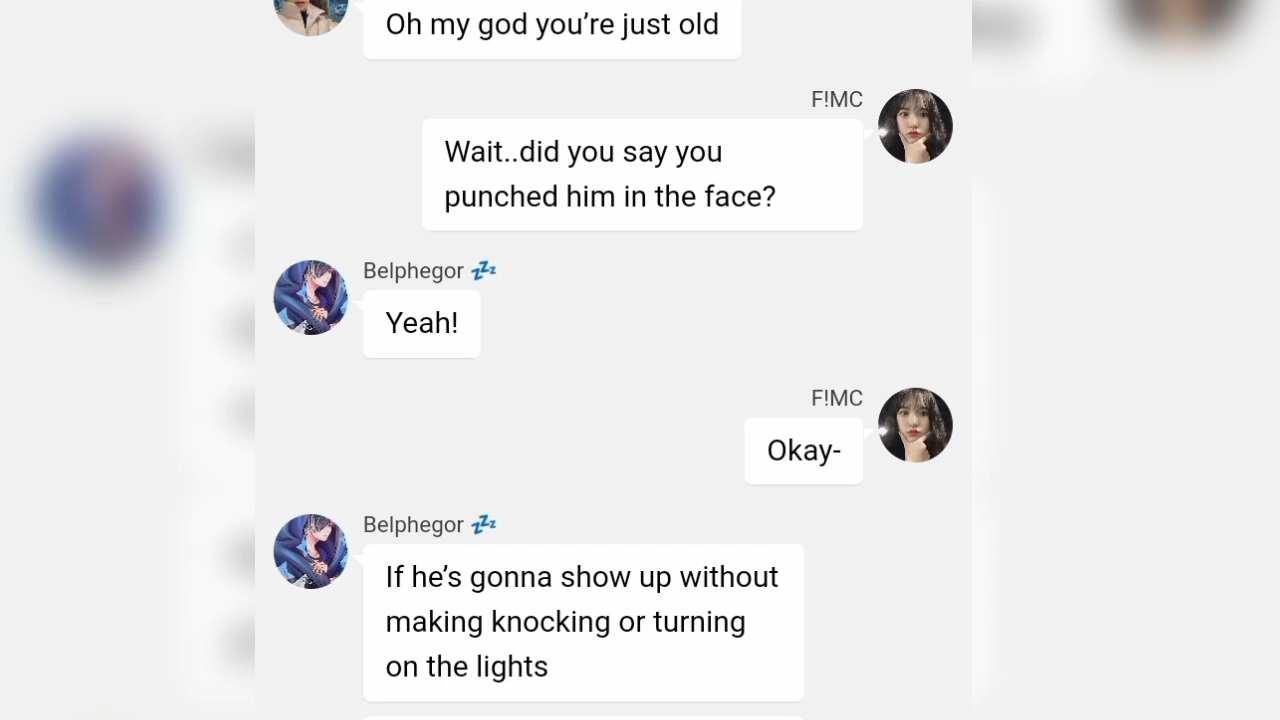 Oh my god you’re just old
F!MC
Wait..did you say you
punched him in the face?
Belphegor 💤
Yeah!
F!MC
Okay-
Belphegor 💤
If he’s gonna show up without
making knocking or turning
on the lights